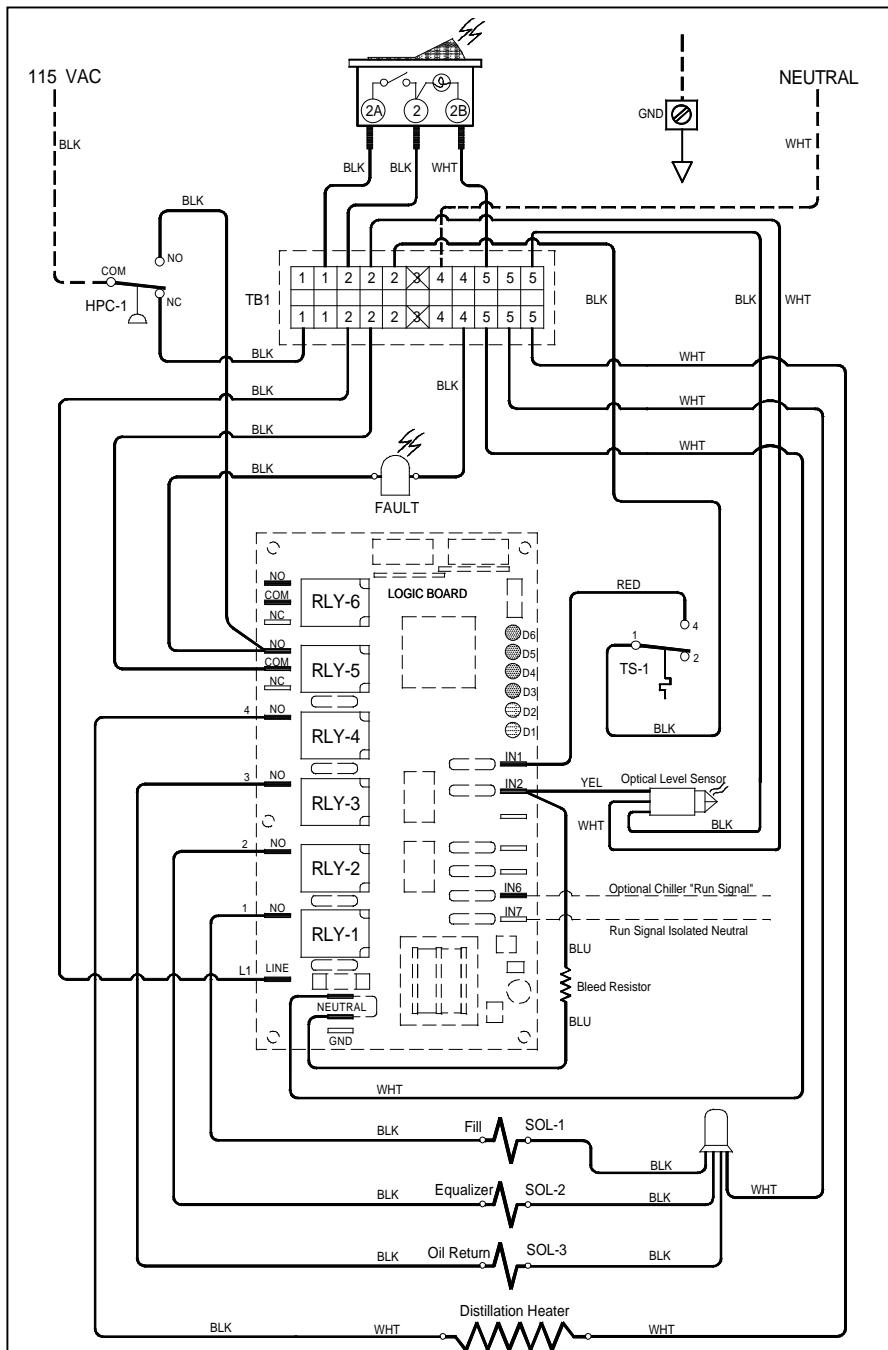 115 VAC
NEUTRAL
2A 2 2B
GND
BLK
WHT
BLK BLK WHT
BLK
NO
COM
HPC-1
NC
TB1
1 1 2 2 2 3 4 4 5 5 5
1 1 2 2 2 3 4 4 5 5 5
BLK BLK WHT
BLK WHT
BLK BLK WHT
BLK WHT
BLK
FAULT
LOGIC BOARD
NO
COM
NC
RLY-6
NO
COM
NC
RLY-5
4 NO
RLY-4
3 NO
RLY-3
2 NO
RLY-2
1 NO
RLY-1
L1 LINE
NEUTRAL
GND
D6
D5
D4
D3
D2
D1
RED
4
1
2
TS-1
BLK
IN1
IN2
YEL Optical Level Sensor
WHT BLK
IN6 Optional Chiller "Run Signal"
IN7 Run Signal Isolated Neutral
BLU
Bleed Resistor
BLU
WHT
BLK Fill SOL-1 BLK
WHT
BLK Equalizer SOL-2 BLK
BLK Oil Return SOL-3 BLK
Distillation Heater
BLK WHT WHT